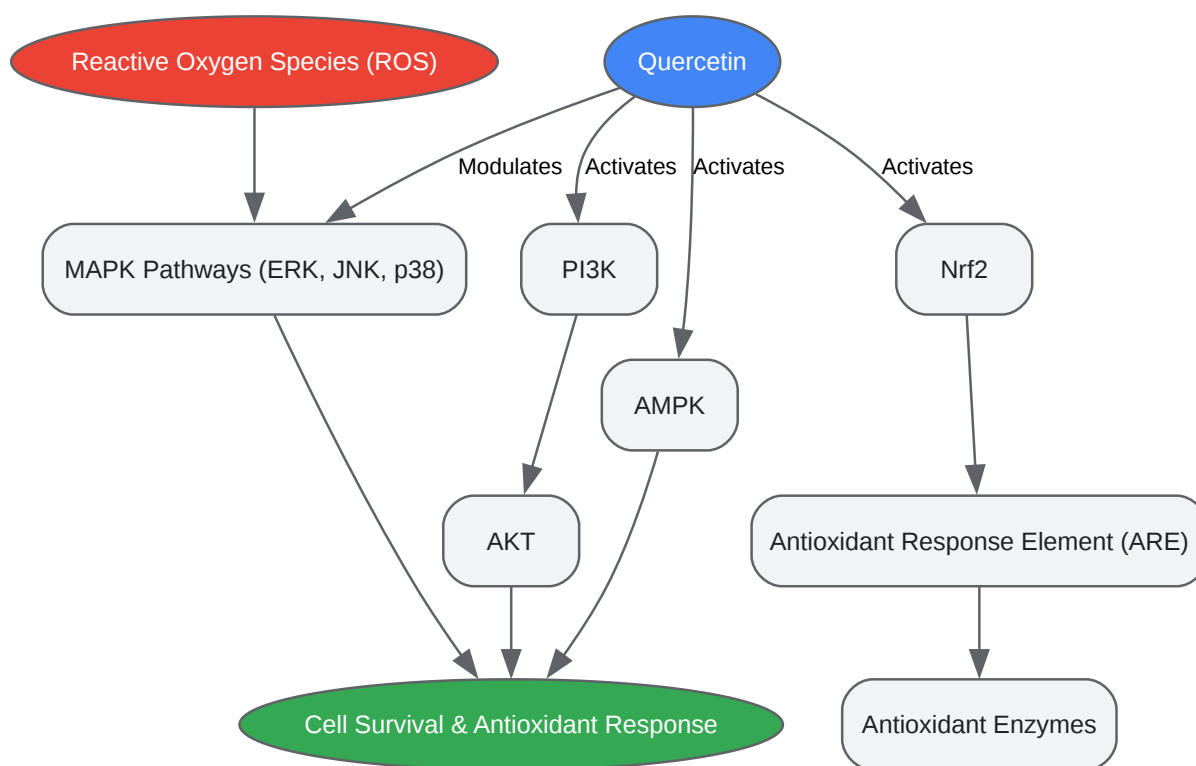 Reactive Oxygen Species (ROS)
Quercetin
Modulates
Activates
Activates
Activates
MAPK Pathways (ERK, JNK, p38)
PI3K
Nrf2
AMPK
AKT
Antioxidant Response Element (ARE)
Cell Survival & Antioxidant Response
Antioxidant Enzymes